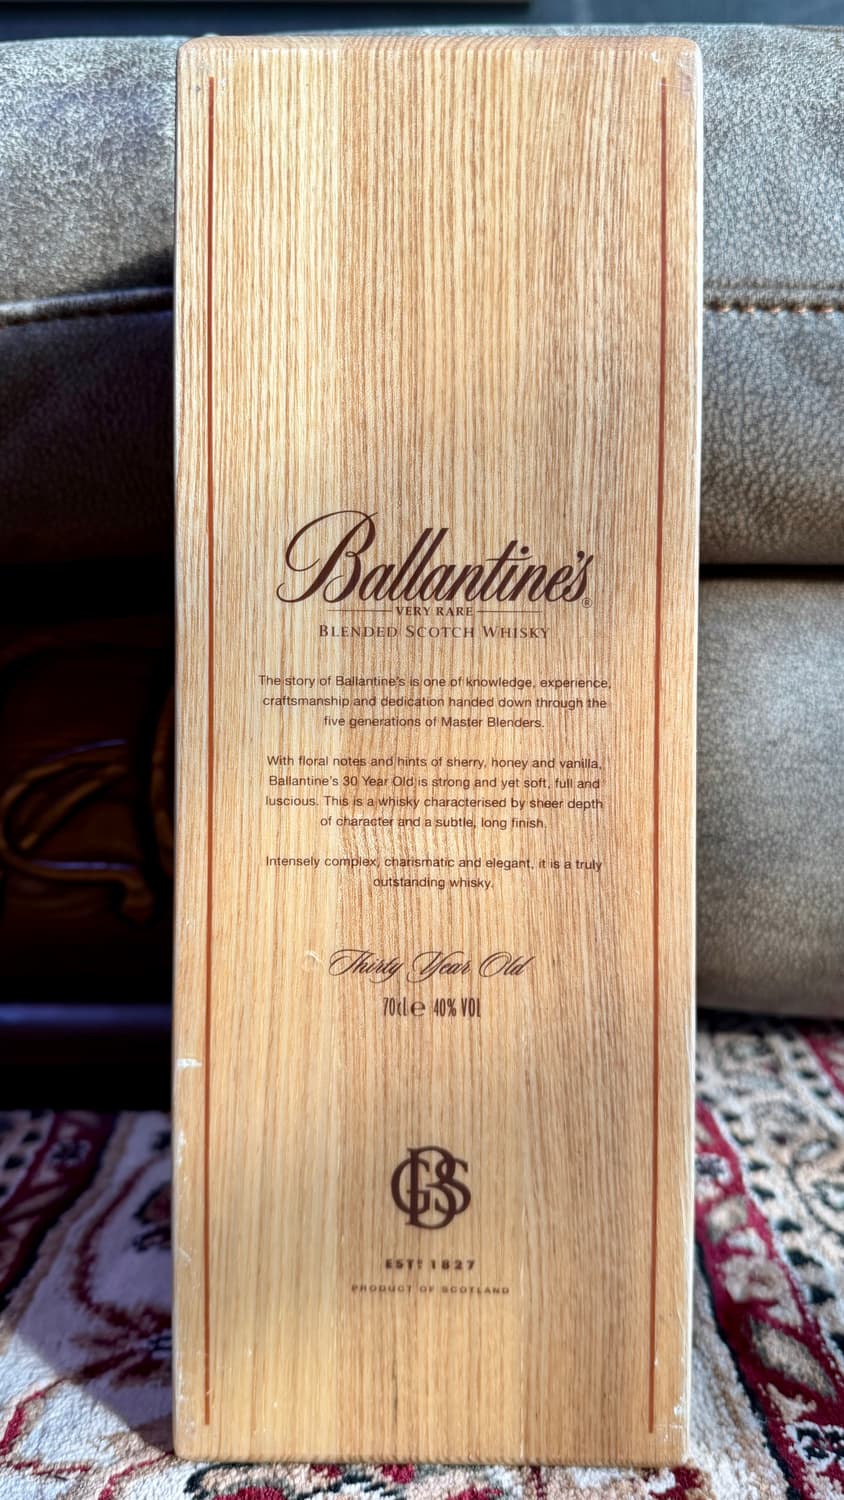 Ballantine's®
VERY RARE
BLENDED SCOTCH WHISKY
The story of Ballantine's is one of knowledge, experience,
craftsmanship and dedication handed down through the
five generations of Master Blenders.
With floral notes and hints of sherry, honey and vanilla,
Ballantine's 30 Year Old is strong and yet soft, full and
luscious. This is a whisky characterised by sheer depth
of character and a subtle, long finish.
Intensely complex, charismatic and elegant, it is a truly
outstanding whisky.
Thirty Year Old
70cl e 40% VOL
GBS
ESTD 1827
PRODUCT OF SCOTLAND